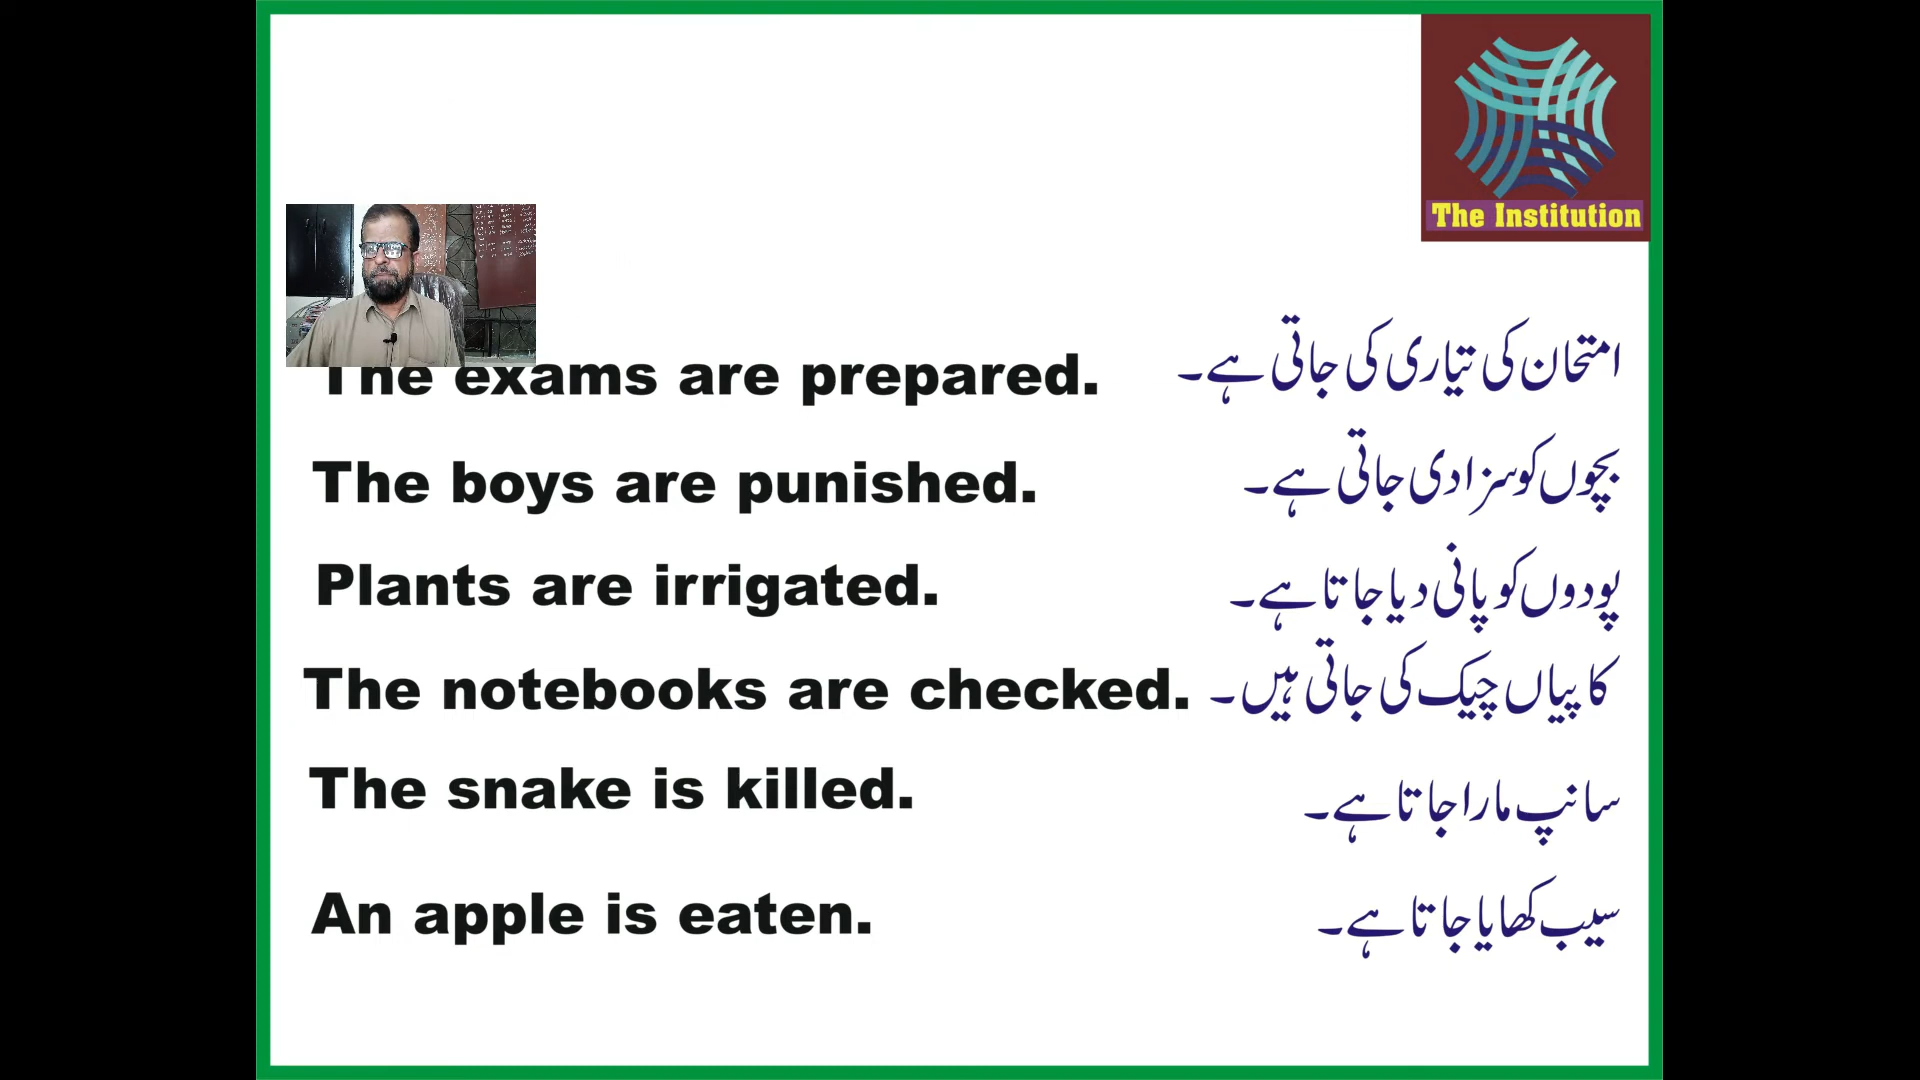 The Institution
The exams are prepared. امتحان کی تیاری کی جاتی ہے۔
The boys are punished. بچوں کو سزا دی جاتی ہے۔
Plants are irrigated. پودوں کو پانی دیا جاتا ہے۔
The notebooks are checked. کاپیاں چیک کی جاتی ہیں۔
The snake is killed. سانپ مارا جاتا ہے۔
An apple is eaten. سیب کھایا جاتا ہے۔